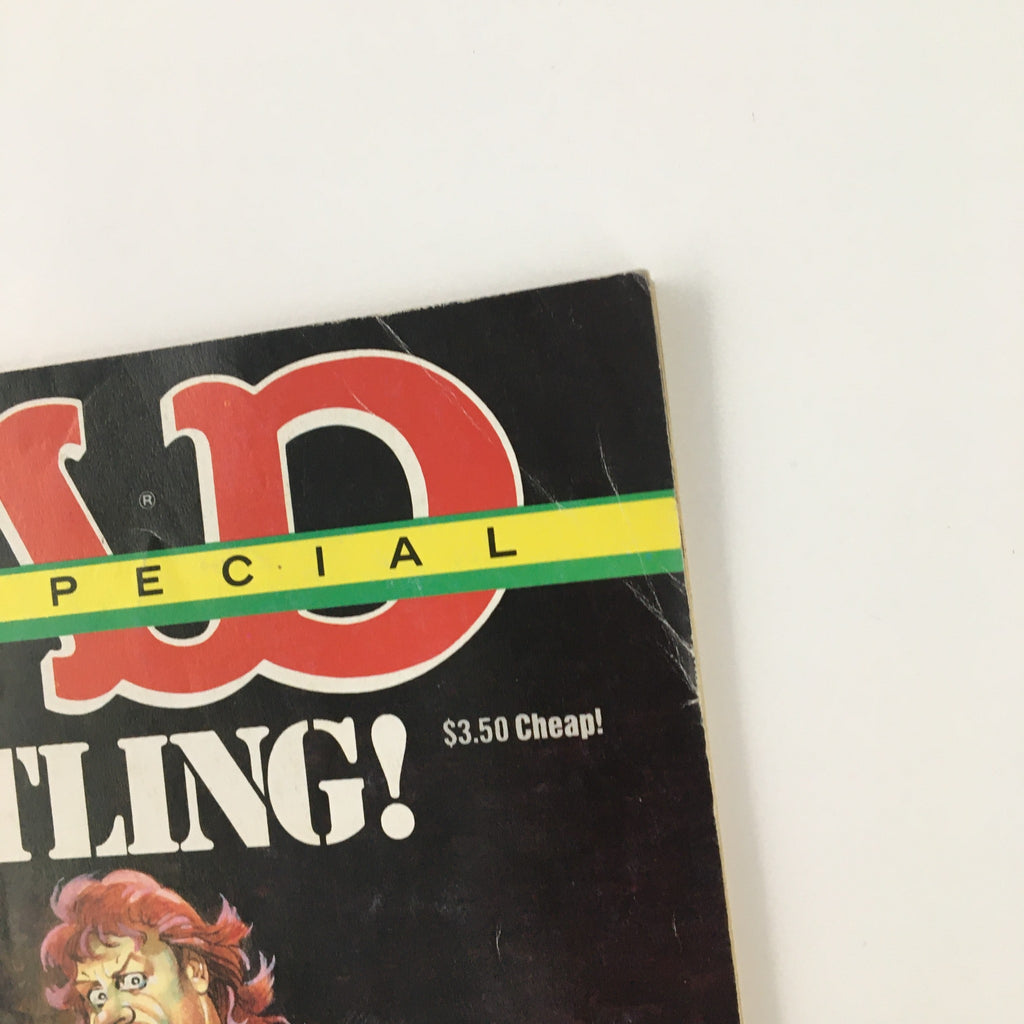 AD
®
PECIAL
TLING!
$3.50 Cheap!